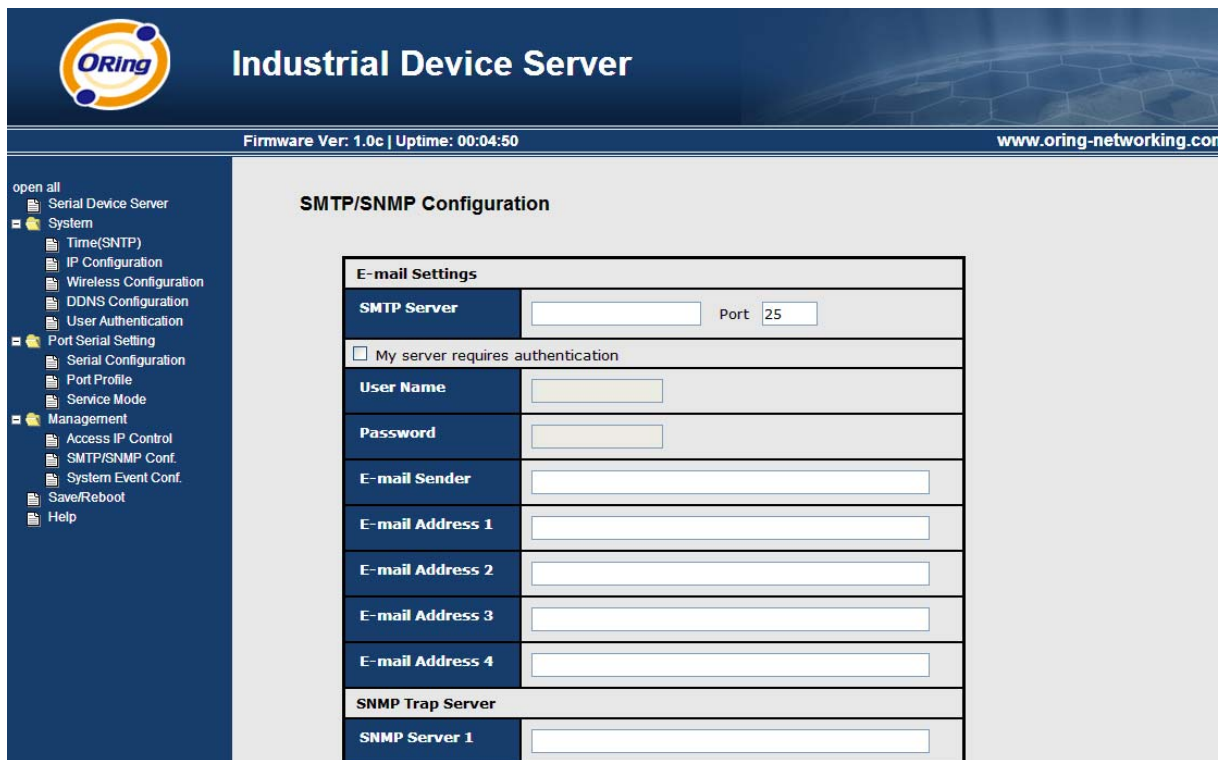 ORing
Industrial Device Server
Firmware Ver: 1.0c | Uptime: 00:04:50
www.oring-networking.com
open all
Serial Device Server
System
Time(SNTP)
IP Configuration
Wireless Configuration
DDNS Configuration
User Authentication
Port Serial Setting
Serial Configuration
Port Profile
Service Mode
Management
Access IP Control
SMTP/SNMP Conf.
System Event Conf.
Save/Reboot
Help
SMTP/SNMP Configuration
E-mail Settings
SMTP Server Port 25
My server requires authentication
User Name
Password
E-mail Sender
E-mail Address 1
E-mail Address 2
E-mail Address 3
E-mail Address 4
SNMP Trap Server
SNMP Server 1